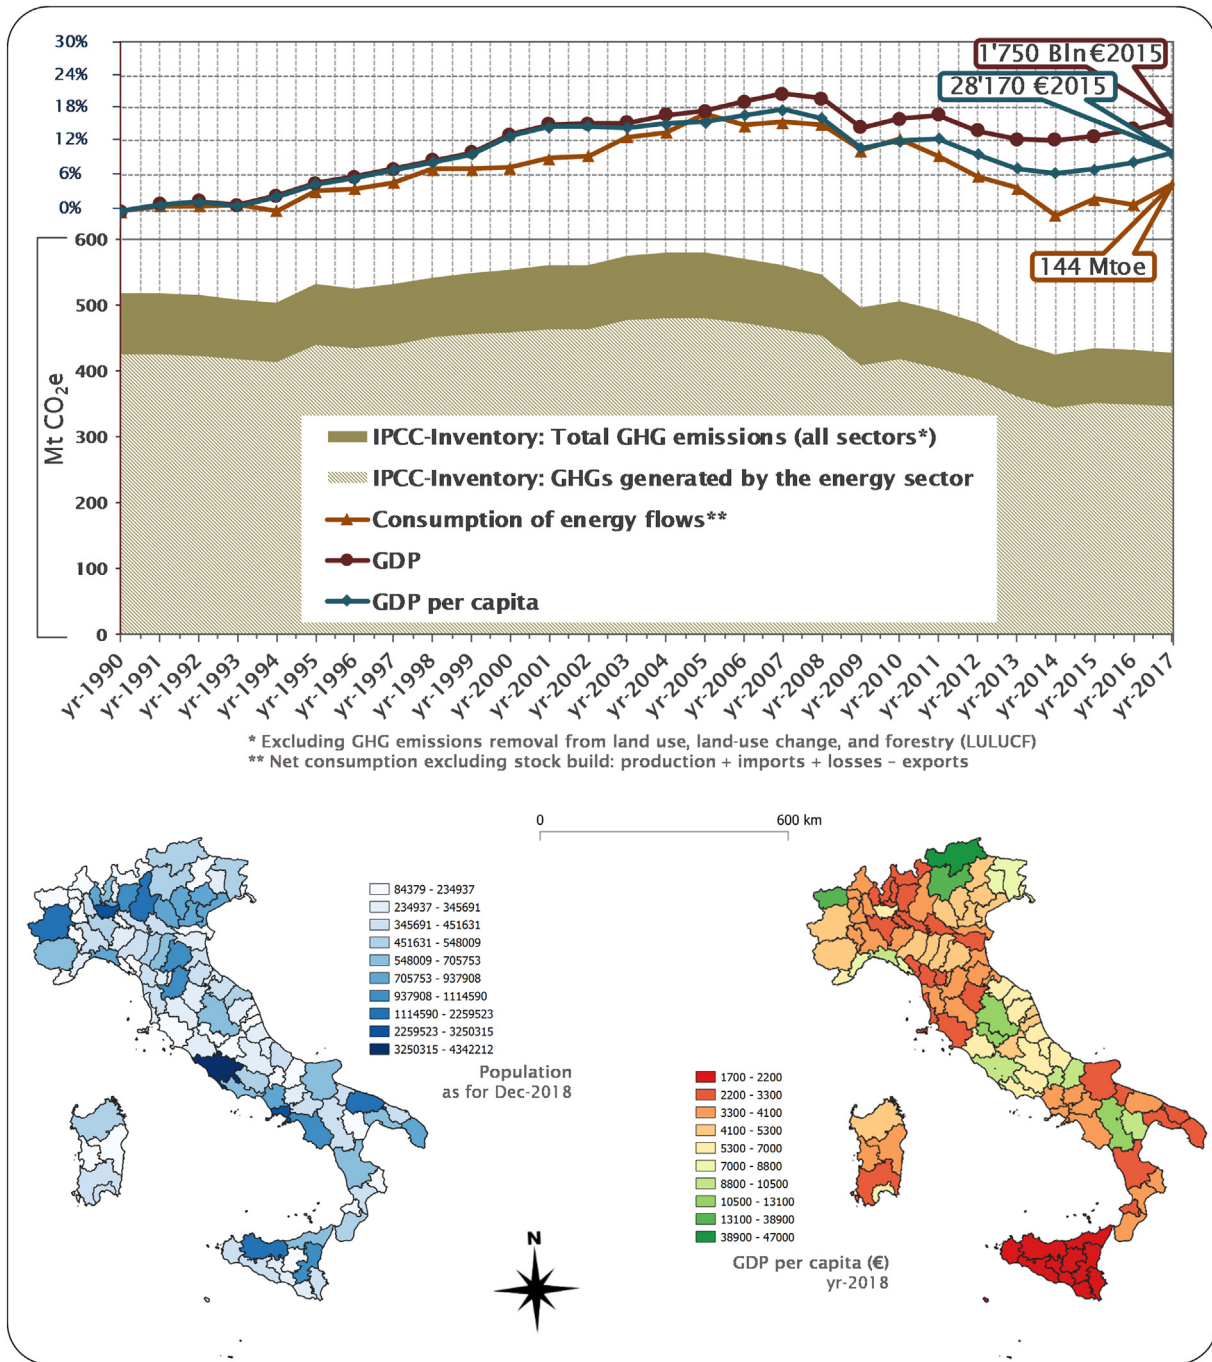 30%
24%
18%
12%
6%
0%
1'750 Bln€2015
28'170 €2015
144 Mtoe
600
500
400
300
200
100
0
Mt CO₂e
IPCC-Inventory: Total GHG emissions (all sectors*)
IPCC-Inventory: GHGs generated by the energy sector
Consumption of energy flows**
GDP
GDP per capita
yr-1990
yr-1991
yr-1992
yr-1993
yr-1994
yr-1995
yr-1996
yr-1997
yr-1998
yr-1999
yr-2000
yr-2001
yr-2002
yr-2003
yr-2004
yr-2005
yr-2006
yr-2007
yr-2008
yr-2009
yr-2010
yr-2011
yr-2012
yr-2013
yr-2014
yr-2015
yr-2016
yr-2017
* Excluding GHG emissions removal from land use, land-use change, and forestry (LULUCF)
** Net consumption excluding stock build: production + imports + losses – exports
0 600 km
84379 - 234937
234937 - 345691
345691 - 451631
451631 - 548009
548009 - 705753
705753 - 937908
937908 - 1114590
1114590 - 2259523
2259523 - 3250315
3250315 - 4342212
Population
as for Dec-2018
1700 - 2200
2200 - 3300
3300 - 4100
4100 - 5300
5300 - 7000
7000 - 8800
8800 - 10500
10500 - 13100
13100 - 38900
38900 - 47000
GDP per capita (€)
yr-2018
N